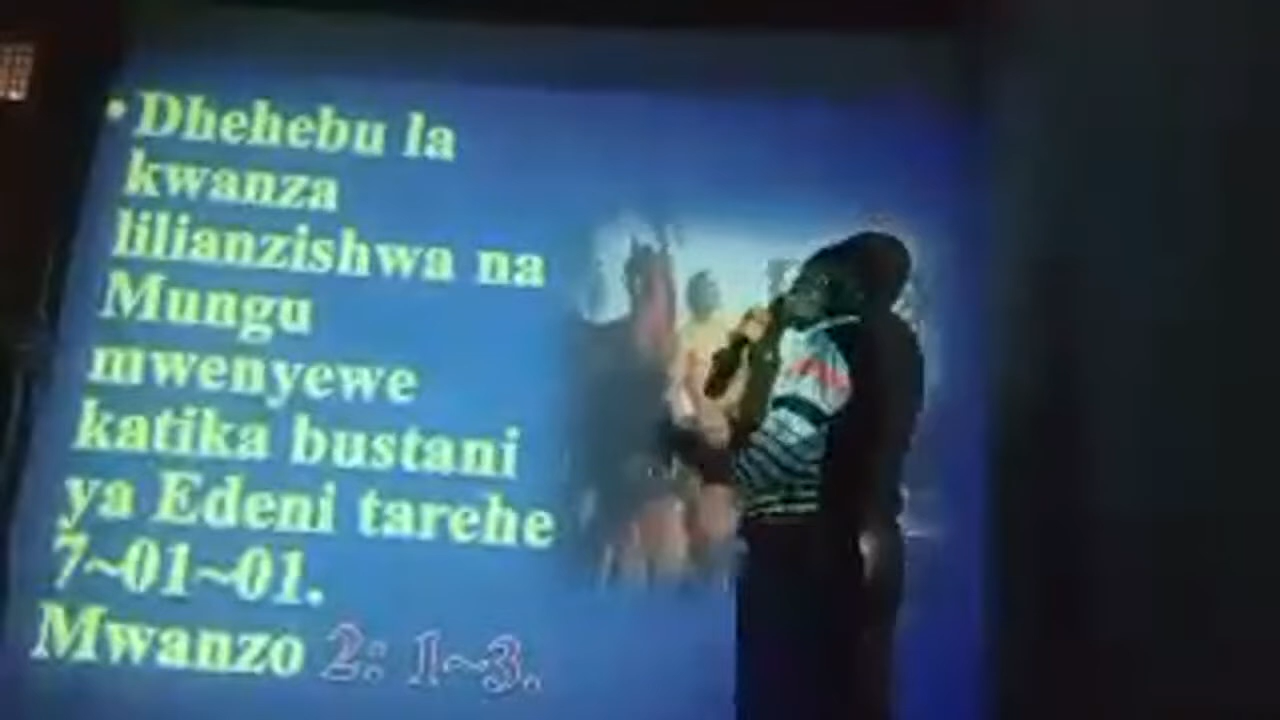 • Dhehebu la
kwanza
lilianzishwa na
Mungu
mwenyewe
katika bustani
ya Edeni tarehe
7~01~01.
Mwanzo 2: 1~3.